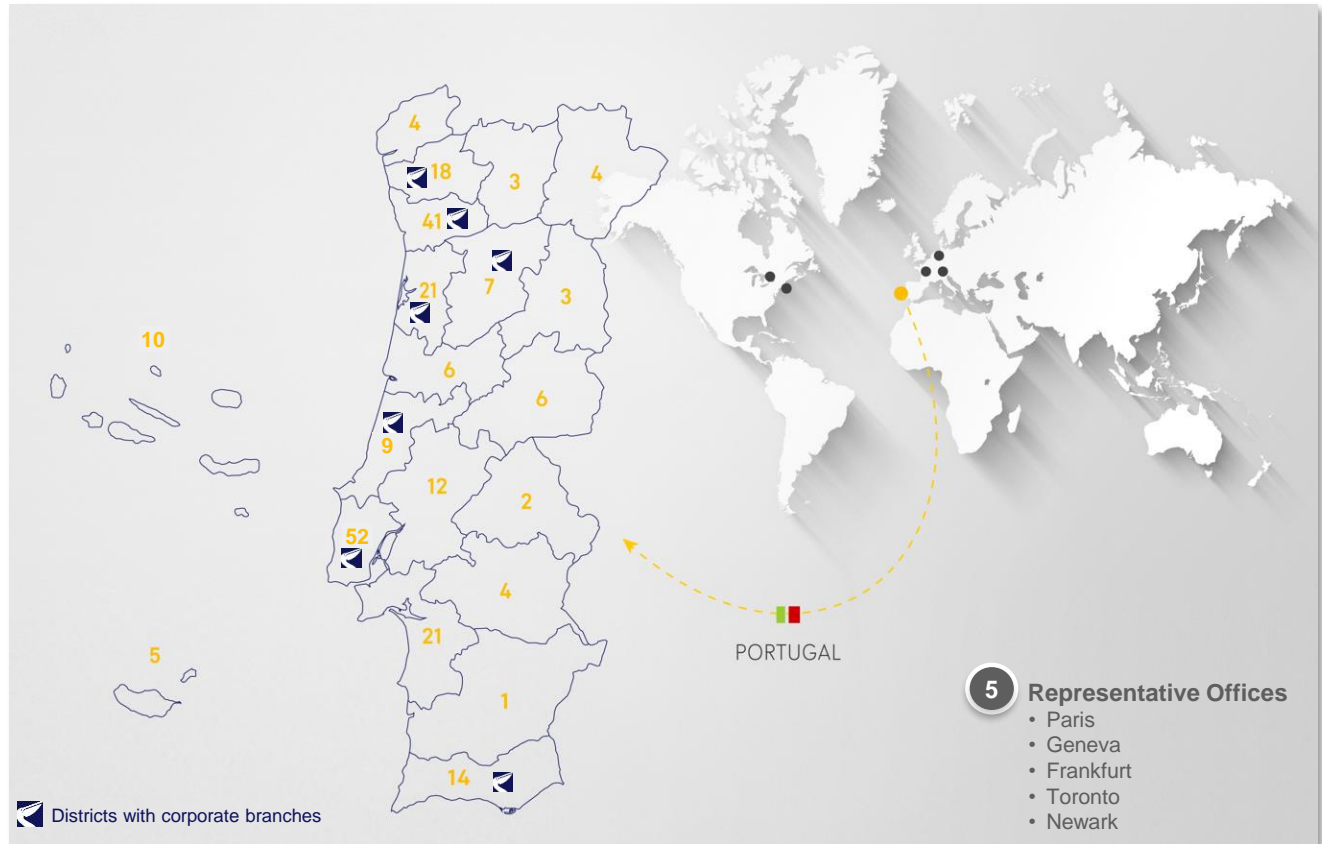 4
18
3
4
41
21
7
3
10
6
6
9
12
2
52
4
21
5
1
14
PORTUGAL
5
Representative Offices
• Paris
• Geneva
• Frankfurt
• Toronto
• Newark
Districts with corporate branches